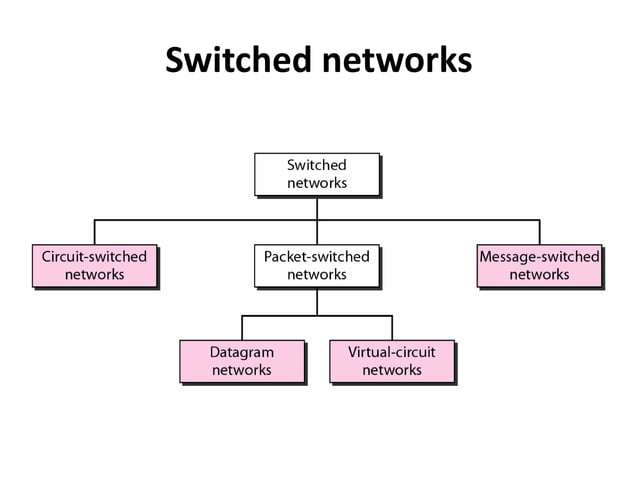 Switched networks
Switched
networks
Circuit-switched
networks
Packet-switched
networks
Message-switched
networks
Datagram
networks
Virtual-circuit
networks